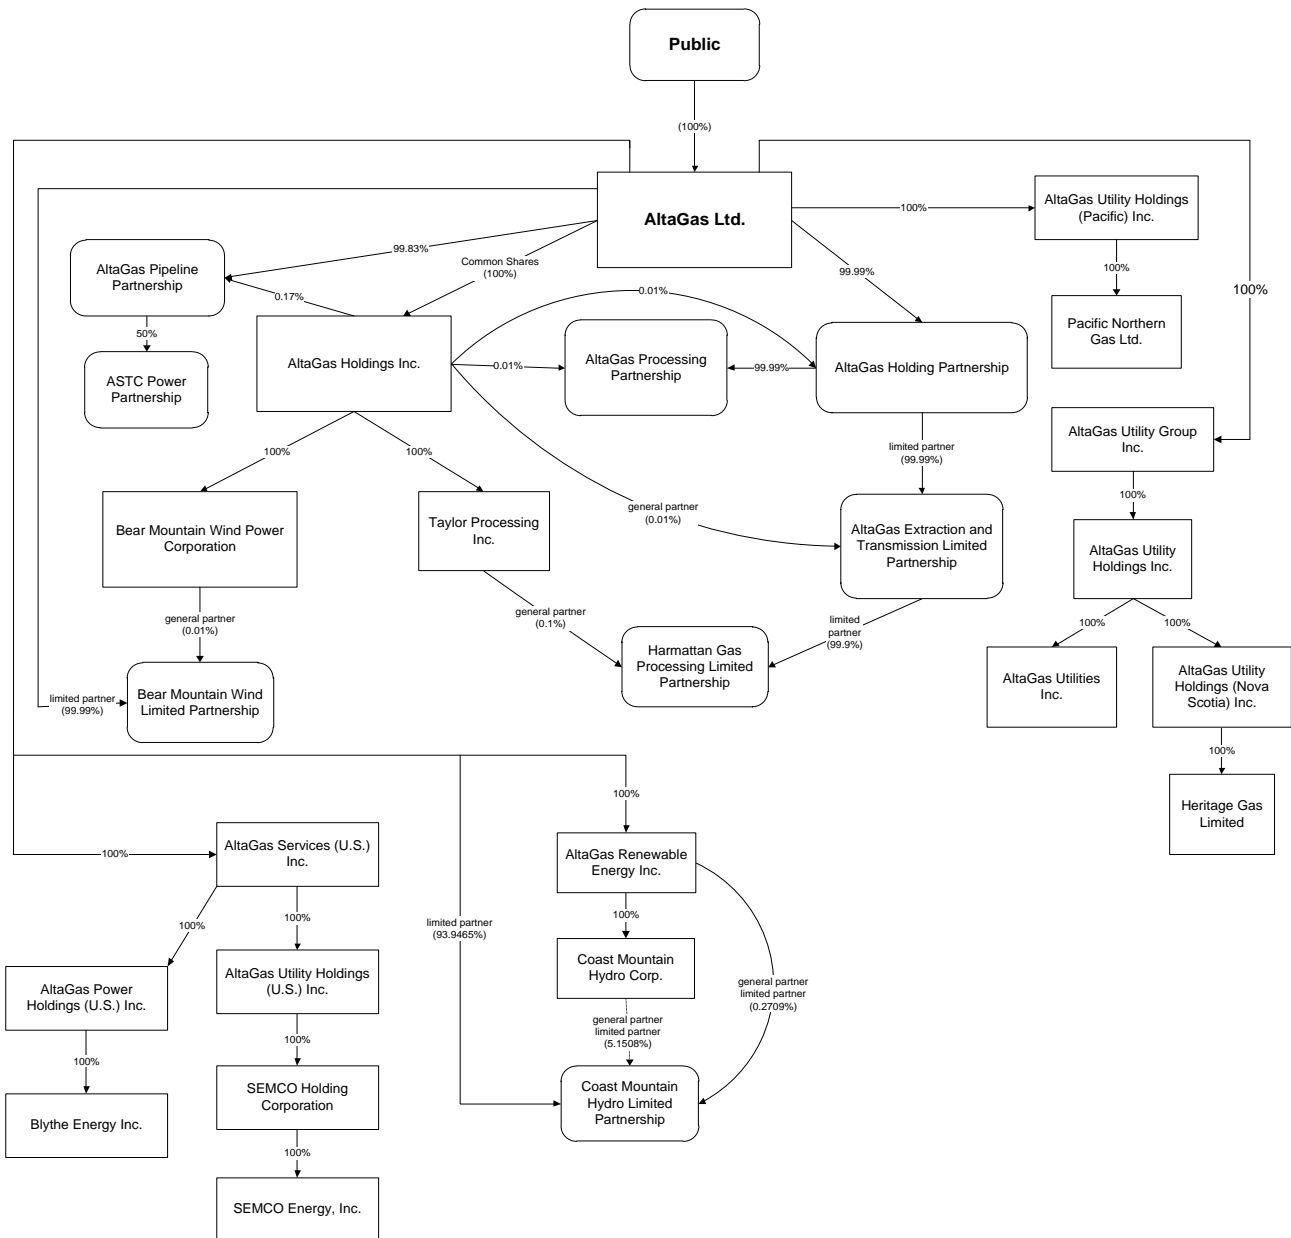 Public
(100%)
AltaGas Ltd.
100%
AltaGas Utility Holdings
(Pacific) Inc.
99.83%
Common Shares
(100%)
99.99%
100%
100%
AltaGas Pipeline
Partnership
0.17%
0.01%
50%
Pacific Northern
Gas Ltd.
AltaGas Holdings Inc.
0.01%
AltaGas Processing
Partnership
99.99%
AltaGas Holding Partnership
ASTC Power
Partnership
AltaGas Utility Group
Inc.
100%
100%
limited partner
(99.99%)
100%
Bear Mountain Wind Power
Corporation
Taylor Processing
Inc.
general partner
(0.01%)
AltaGas Extraction and
Transmission Limited
Partnership
AltaGas Utility
Holdings Inc.
general partner
(0.01%)
general partner
(0.1%)
limited
partner
(99.9%)
100%
100%
Harmattan Gas
Processing Limited
Partnership
AltaGas Utilities
Inc.
AltaGas Utility
Holdings (Nova
Scotia) Inc.
limited partner
(99.99%)
Bear Mountain Wind
Limited Partnership
100%
Heritage Gas
Limited
100%
100%
AltaGas Services (U.S.)
Inc.
AltaGas Renewable
Energy Inc.
100%
100%
limited partner
(93.9465%)
100%
AltaGas Power
Holdings (U.S.) Inc.
AltaGas Utility Holdings
(U.S.) Inc.
Coast Mountain
Hydro Corp.
general partner
limited partner
(0.2709%)
100%
100%
general partner
limited partner
(5.1508%)
Blythe Energy Inc.
SEMCO Holding
Corporation
Coast Mountain
Hydro Limited
Partnership
100%
SEMCO Energy, Inc.